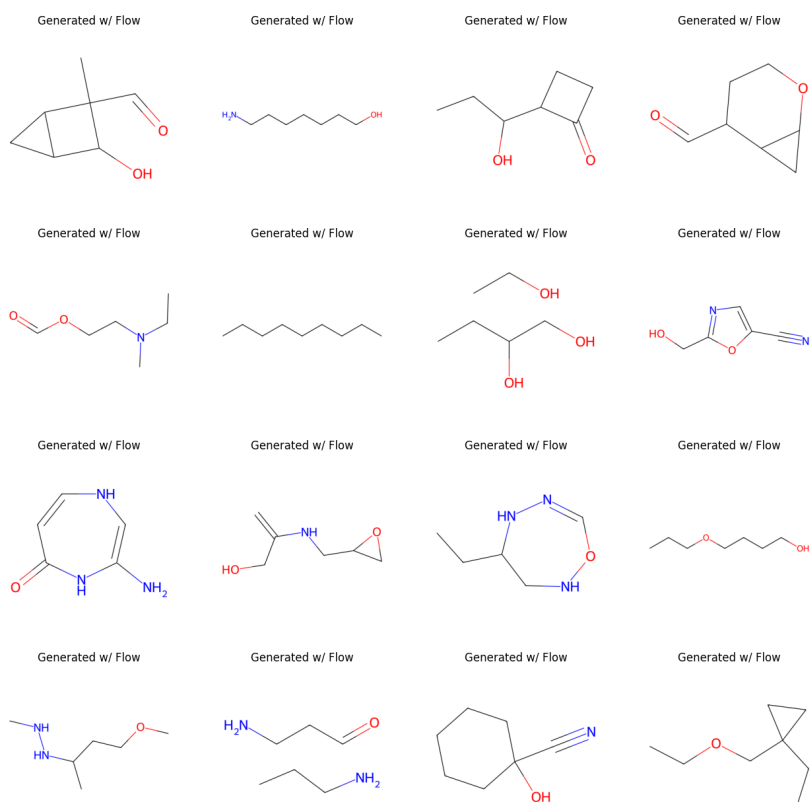 Generated w/ Flow
Generated w/ Flow
Generated w/ Flow
Generated w/ Flow
O
OH
H₂N
OH
OH
O
O
O
Generated w/ Flow
Generated w/ Flow
Generated w/ Flow
Generated w/ Flow
O
O
N
OH
OH
OH
HO
N
O
N
Generated w/ Flow
Generated w/ Flow
Generated w/ Flow
Generated w/ Flow
NH
O
N
H
NH₂
HO
NH
O
HN
N
O
NH
O
OH
Generated w/ Flow
Generated w/ Flow
Generated w/ Flow
Generated w/ Flow
NH
HN
O
H₂N
O
NH₂
N
OH
O